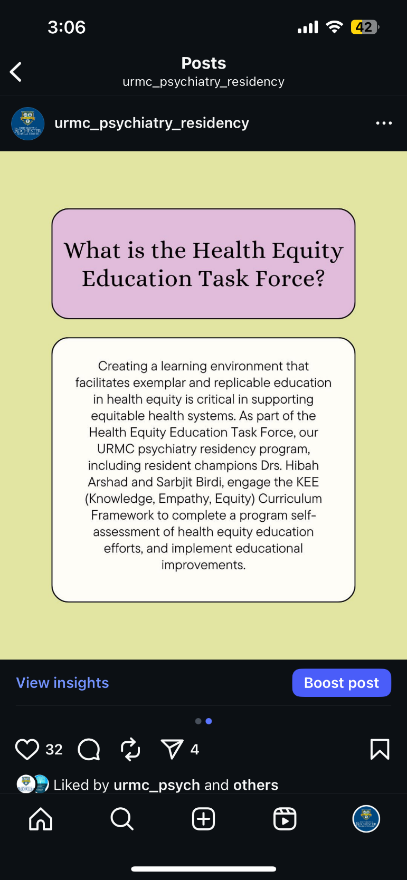 3:06
42
Posts
urmc_psychiatry_residency
urmc_psychiatry_residency
What is the Health Equity
Education Task Force?
Creating a learning environment that
facilitates exemplar and replicable education
in health equity is critical in supporting
equitable health systems. As part of the
Health Equity Education Task Force, our
URMC psychiatry residency program,
including resident champions Drs. Hibah
Arshad and Sarbjit Birdi, engage the KEE
(Knowledge, Empathy, Equity) Curriculum
Framework to complete a program self-
assessment of health equity education
efforts, and implement educational
improvements.
View insights
Boost post
32
4
Liked by urmc_psych and others